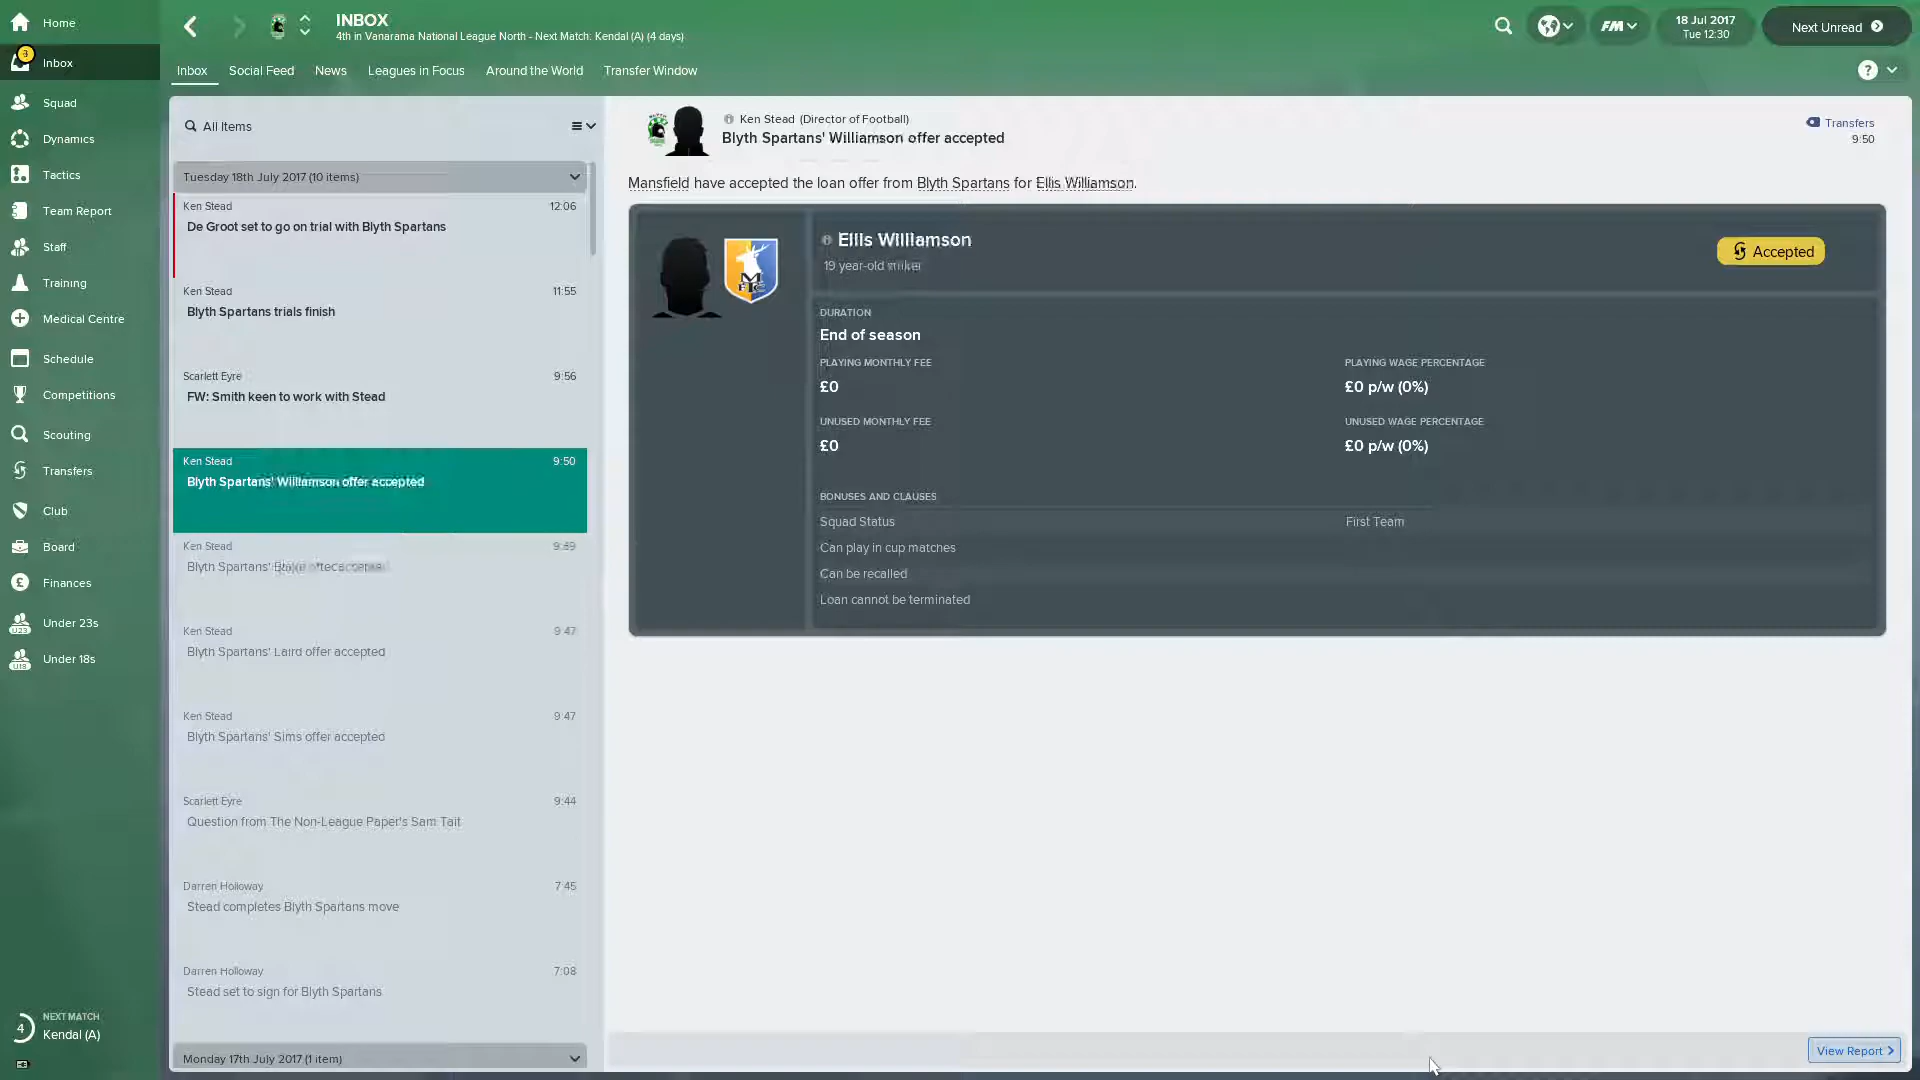 Home
Inbox
Squad
Dynamics
Tactics
Team Report
Staff
Training
Medical Centre
Schedule
Competitions
Scouting
Transfers
Club
Board
Finances
Under 23s
Under 18s
NEXT MATCH
4
Kendal (A)
INBOX
4th in Vanarama National League North - Next Match: Kendal (A) (4 days)
FM
18 Jul 2017
Tue 12:30
Next Unread
Inbox Social Feed News Leagues in Focus Around the World Transfer Window
?
All Items
Tuesday 18th July 2017 (10 items)
Ken Stead 12:06
De Groot set to go on trial with Blyth Spartans
Ken Stead 11:55
Blyth Spartans trials finish
Scarlett Eyre 9:56
FW: Smith keen to work with Stead
Ken Stead 9:50
Blyth Spartans' Williamson offer accepted
Ken Stead
Blyth Spartans' offer accepted
Ken Stead 9:47
Blyth Spartans' Laird offer accepted
Ken Stead 9:47
Blyth Spartans' Sims offer accepted
Scarlett Eyre 9:44
Question from The Non-League Paper's Sam Tait
Darren Holloway 7:45
Stead completes Blyth Spartans move
Darren Holloway 7:08
Stead set to sign for Blyth Spartans
Monday 17th July 2017 (1 item)
Ken Stead (Director of Football)
Blyth Spartans' Williamson offer accepted
Transfers
9:50
Mansfield have accepted the loan offer from Blyth Spartans for Ellis Williamson.
Ellis Williamson
19 year-old striker
Accepted
DURATION
End of season
PLAYING MONTHLY FEE PLAYING WAGE PERCENTAGE
£0 £0 p/w (0%)
UNUSED MONTHLY FEE UNUSED WAGE PERCENTAGE
£0 £0 p/w (0%)
BONUSES AND CLAUSES
Squad Status First Team
Can play in cup matches
Can be recalled
Loan cannot be terminated
View Report